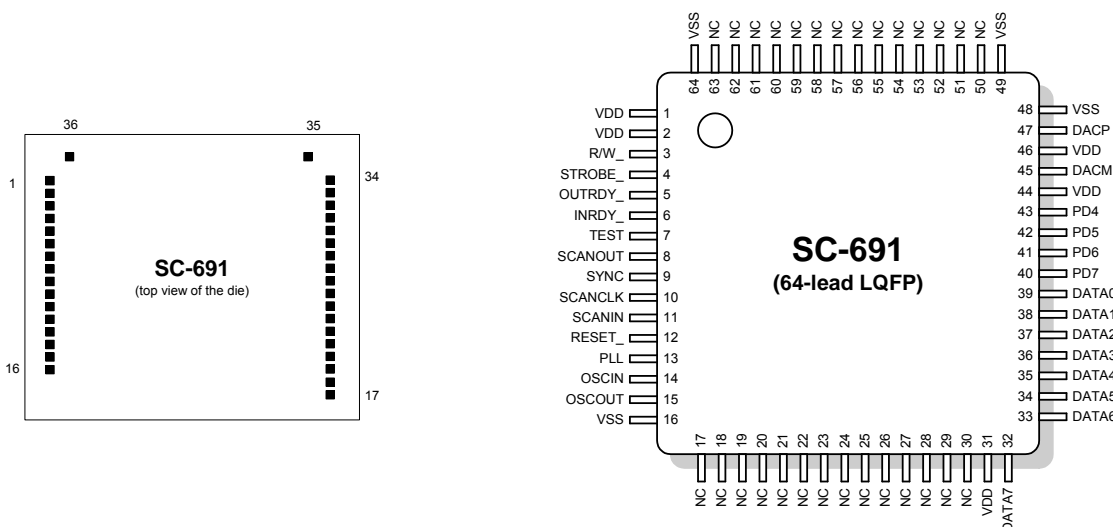 36
35
1
34
SC-691
(top view of the die)
16
17
VSS
NC
NC
NC
NC
NC
NC
NC
NC
NC
NC
NC
NC
NC
NC
VSS
64
63
62
61
60
59
58
57
56
55
54
53
52
51
50
49
VDD 1
VDD 2
R/W_ 3
STROBE_ 4
OUTRDY_ 5
INRDY_ 6
TEST 7
SCANOUT 8
SYNC 9
SCANCLK 10
SCANIN 11
RESET_ 12
PLL 13
OSCIN 14
OSCOUT 15
VSS 16
SC-691
(64-lead LQFP)
48 VSS
47 DACP
46 VDD
45 DACM
44 VDD
43 PD4
42 PD5
41 PD6
40 PD7
39 DATA0
38 DATA1
37 DATA2
36 DATA3
35 DATA4
34 DATA5
33 DATA6
17
18
19
20
21
22
23
24
25
26
27
28
29
30
31
32
NC
NC
NC
NC
NC
NC
NC
NC
NC
NC
NC
NC
NC
NC
VDD
DATA7